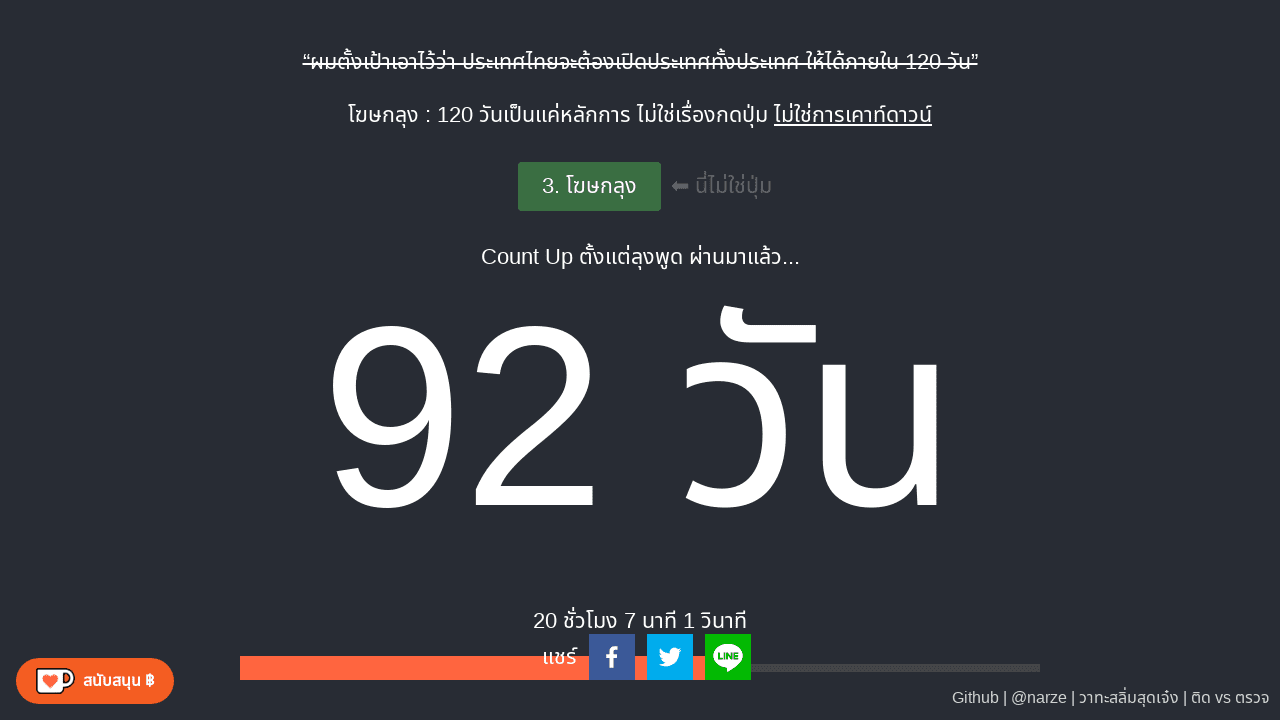 “ผมตั้งเป้าเอาไว้ว่า ประเทศไทยจะต้องเปิดประเทศทั้งประเทศ ให้ได้ภายใน 120 วัน”
โฆษกลุง : 120 วันเป็นแค่หลักการ ไม่ใช่เรื่องกดปุ่ม ไม่ใช่การเคาท์ดาวน์
3. โฆษกลุง ⬅ นี่ไม่ใช่ปุ่ม
Count Up ตั้งแต่ลุงพูด ผ่านมาแล้ว...
92 วัน
20 ชั่วโมง 7 นาที 1 วินาที
แชร์ LINE
สนับสนุน ฿
Github | @narze | วาทะสลิ่มสุดเจ๋ง | ติด vs ตรวจ